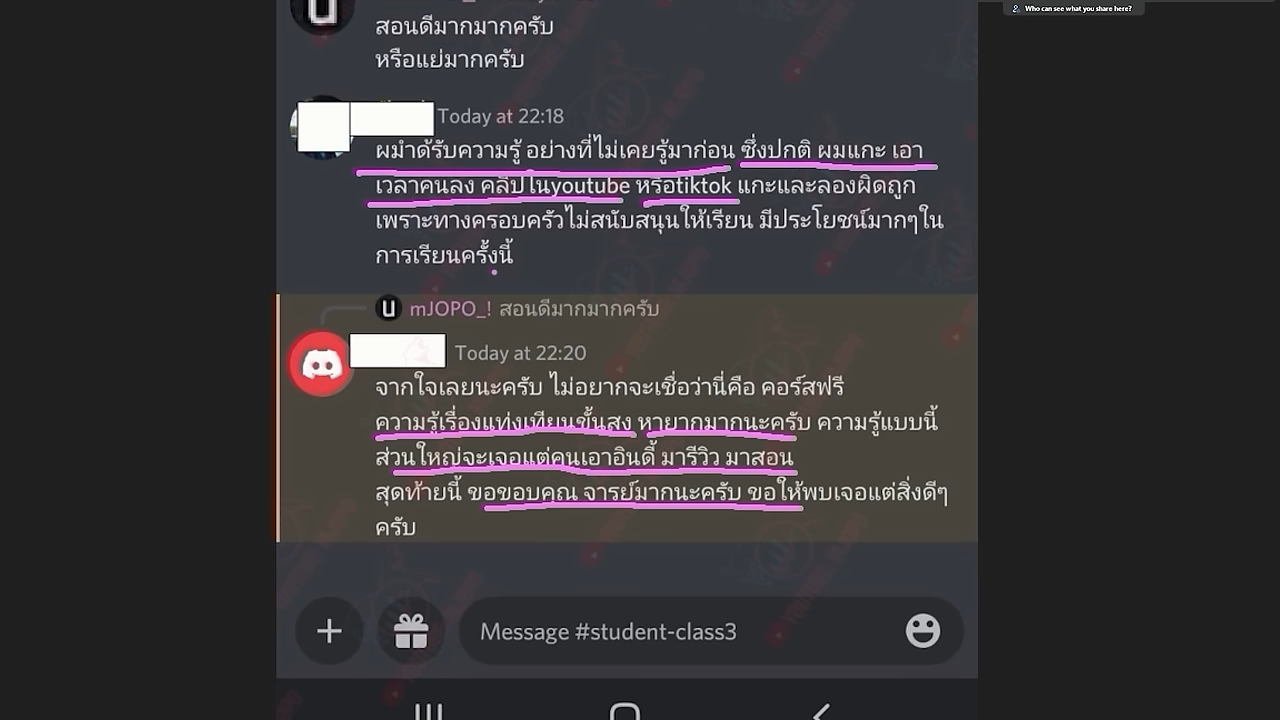 Who can see what you share here?
สอนดีมากมากครับ
หรือแย่มากครับ
Today at 22:18
ผมำด้รับความรู้ อย่างที่ไม่เคยรู้มาก่อน ซึ่งปกติ ผมแกะ เอา
เวลาคนลง คลิปในyoutube หรือtiktok แกะและลองผิดถูก
เพราะทางครอบครัวไม่สนับสนุนให้เรียน มีประโยชน์มากๆใน
การเรียนครั้งนี้
mJOPO_! สอนดีมากมากครับ
Today at 22:20
จากใจเลยนะครับ ไม่อยากจะเชื่อว่านี่คือ คอร์สฟรี
ความรู้เรื่องแท่งเทียนขั้นสูง หายากมากนะครับ ความรู้แบบนี้
ส่วนใหญ่จะเจอแต่คนเอาอินดี้ มารีวิว มาสอน
สุดท้ายนี้ ขอขอบคุณ จารย์มากนะครับ ขอให้พบเจอแต่สิ่งดีๆ
ครับ
Message #student-class3